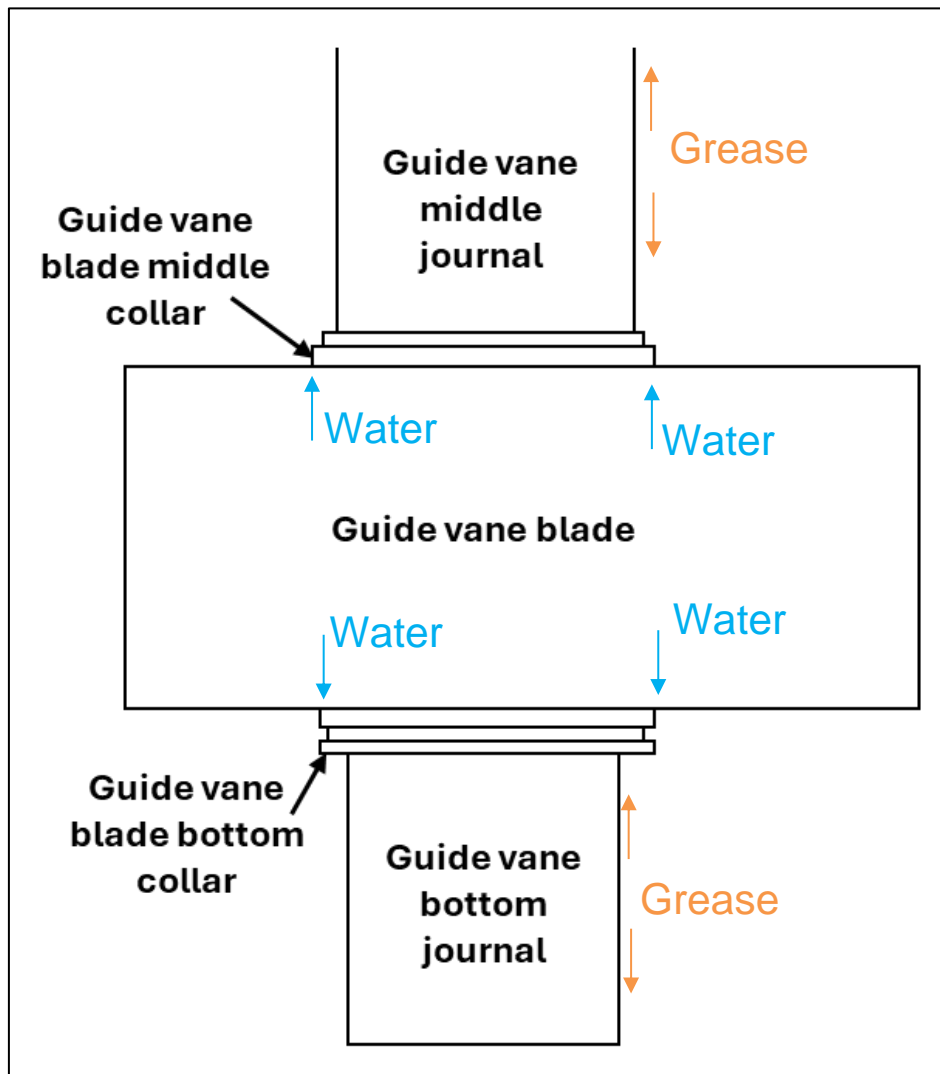 Grease
Guide vane
middle
journal
Guide vane
blade middle
collar
Water
Water
Guide vane blade
Water
Water
Guide vane
blade bottom
collar
Guide vane
bottom
journal
Grease